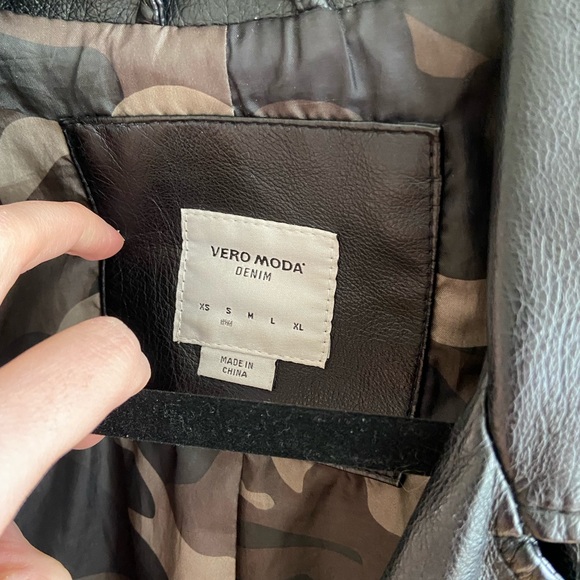 VERO MODA
DENIM
XS S M L XL
MADE IN
CHINA